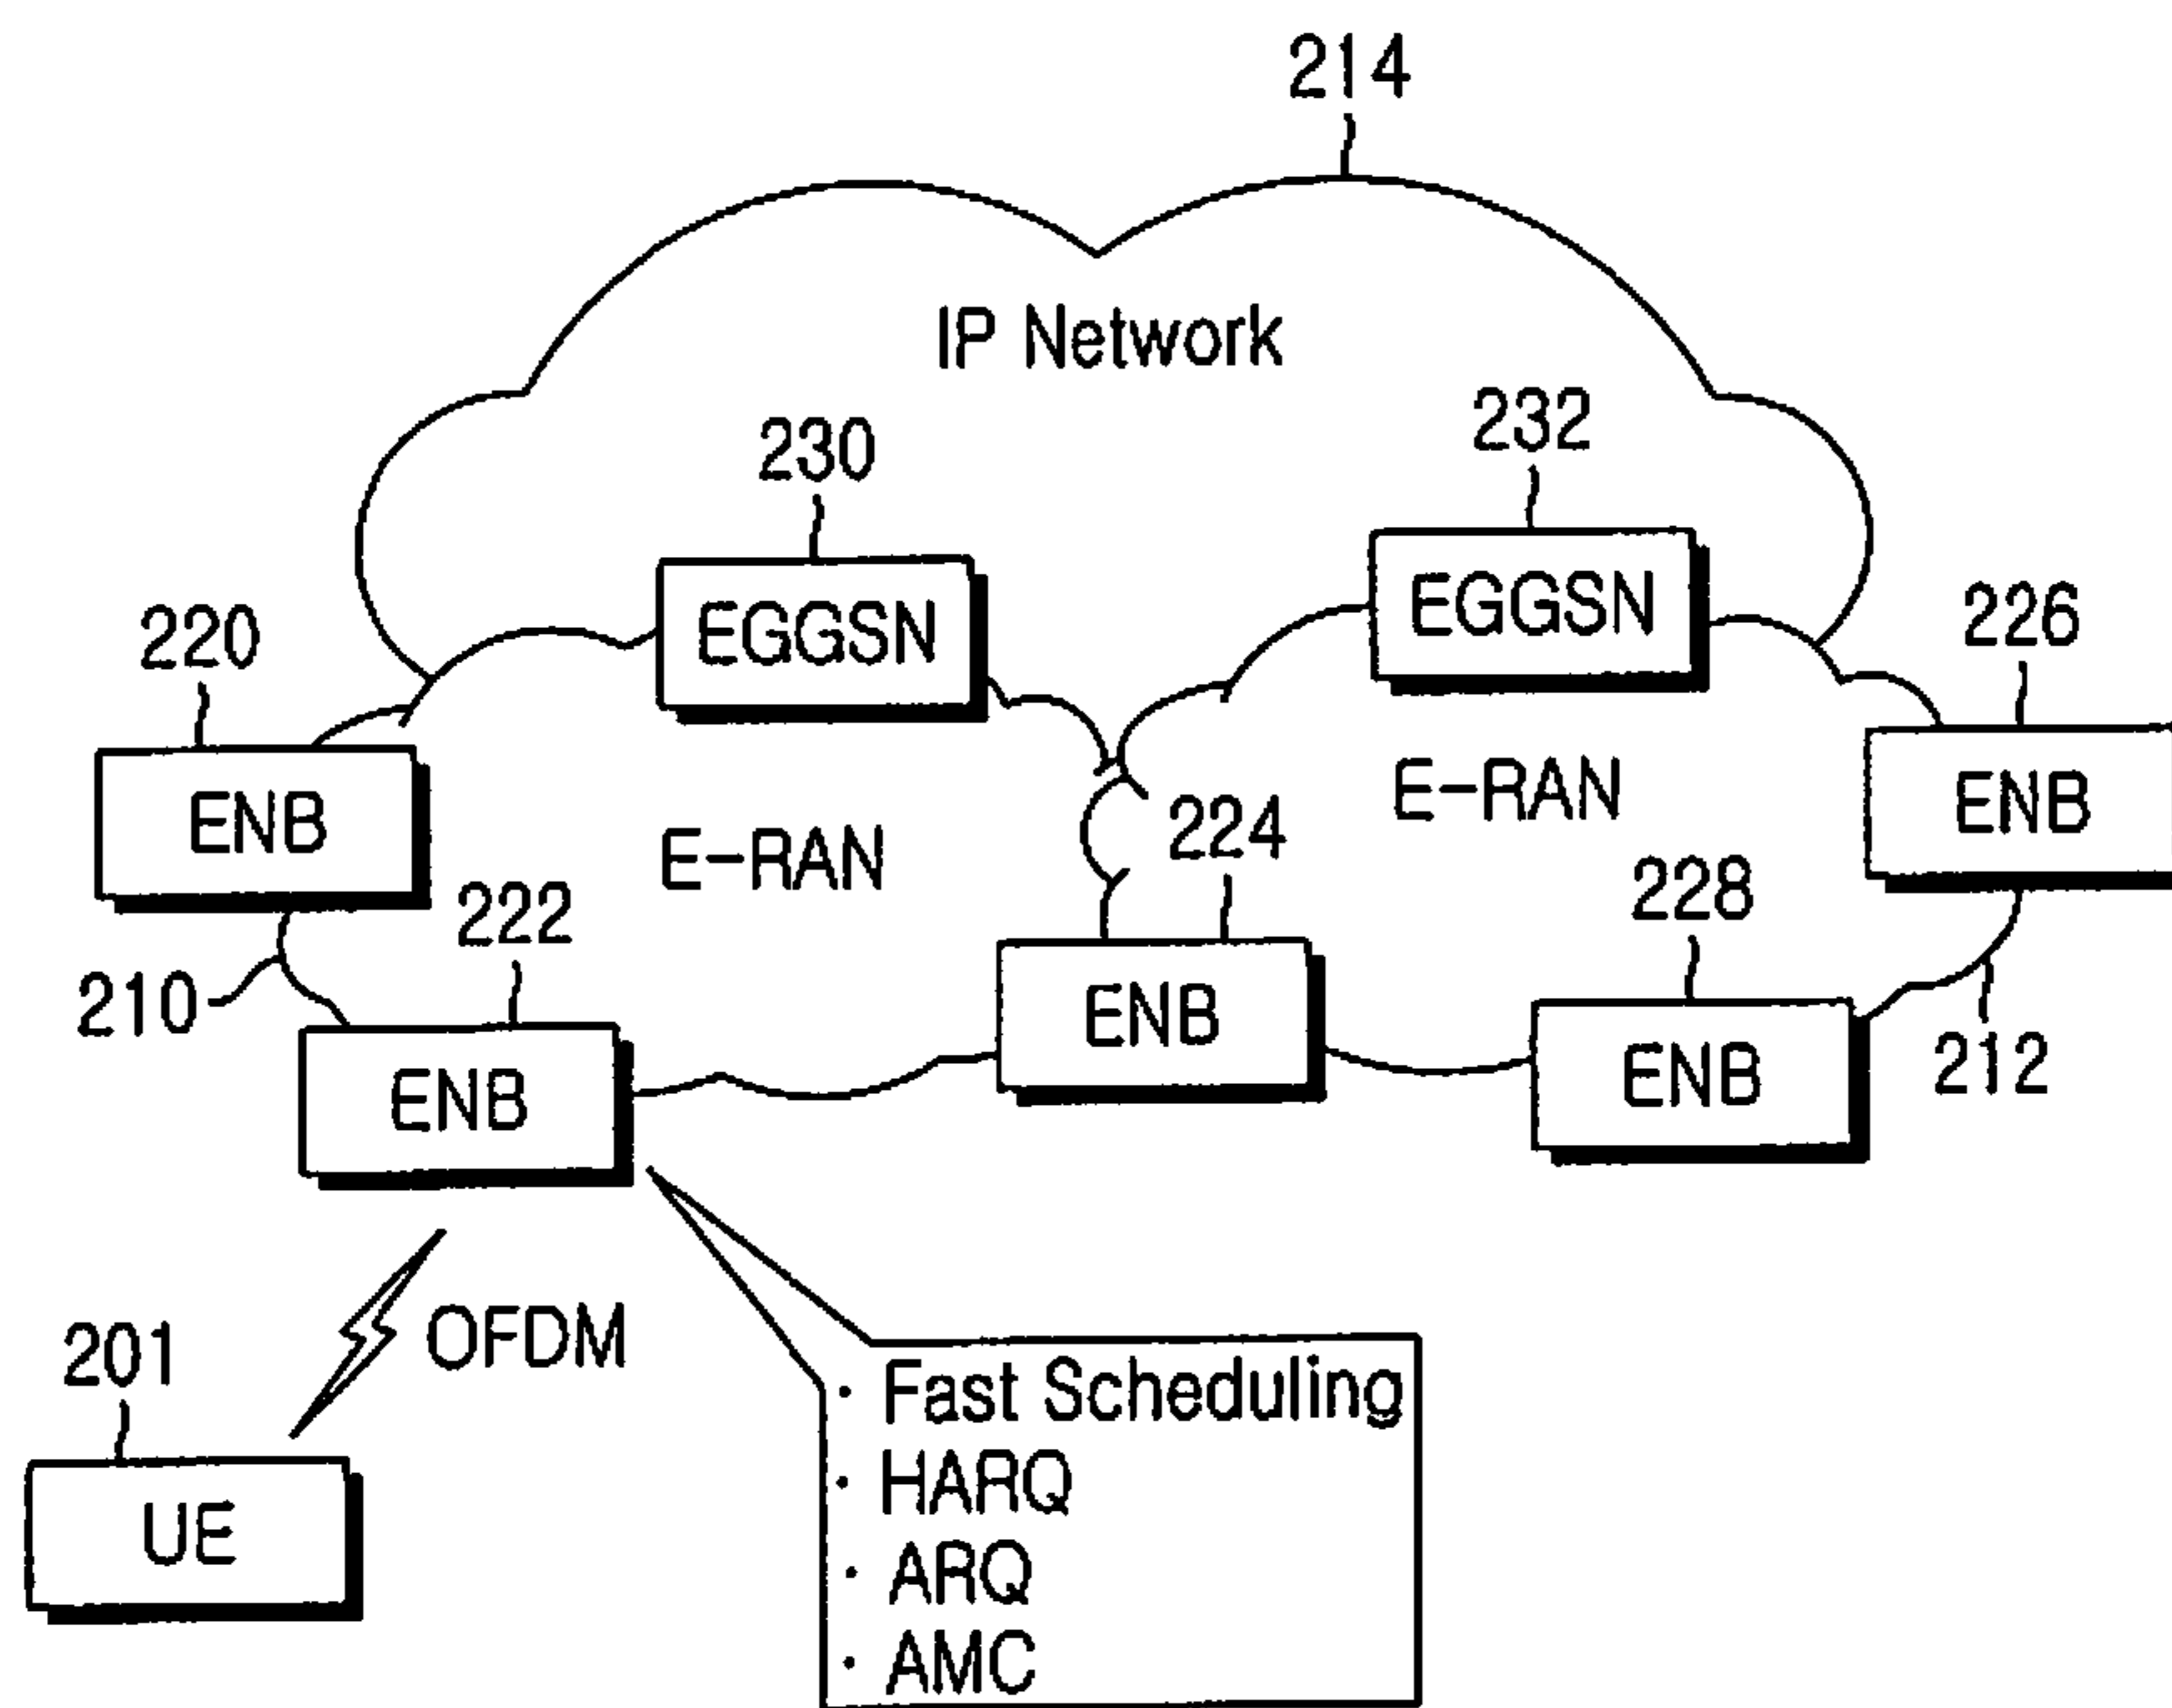 214
IP Network
230
232
EGGSN
EGGSN
220
226
ENB
ENB
E-RAN
E-RAN
224
222
228
210
ENB
ENB
ENB
212
OFDM
201
UE
· Fast Scheduling
· HARQ
· ARQ
· AMC